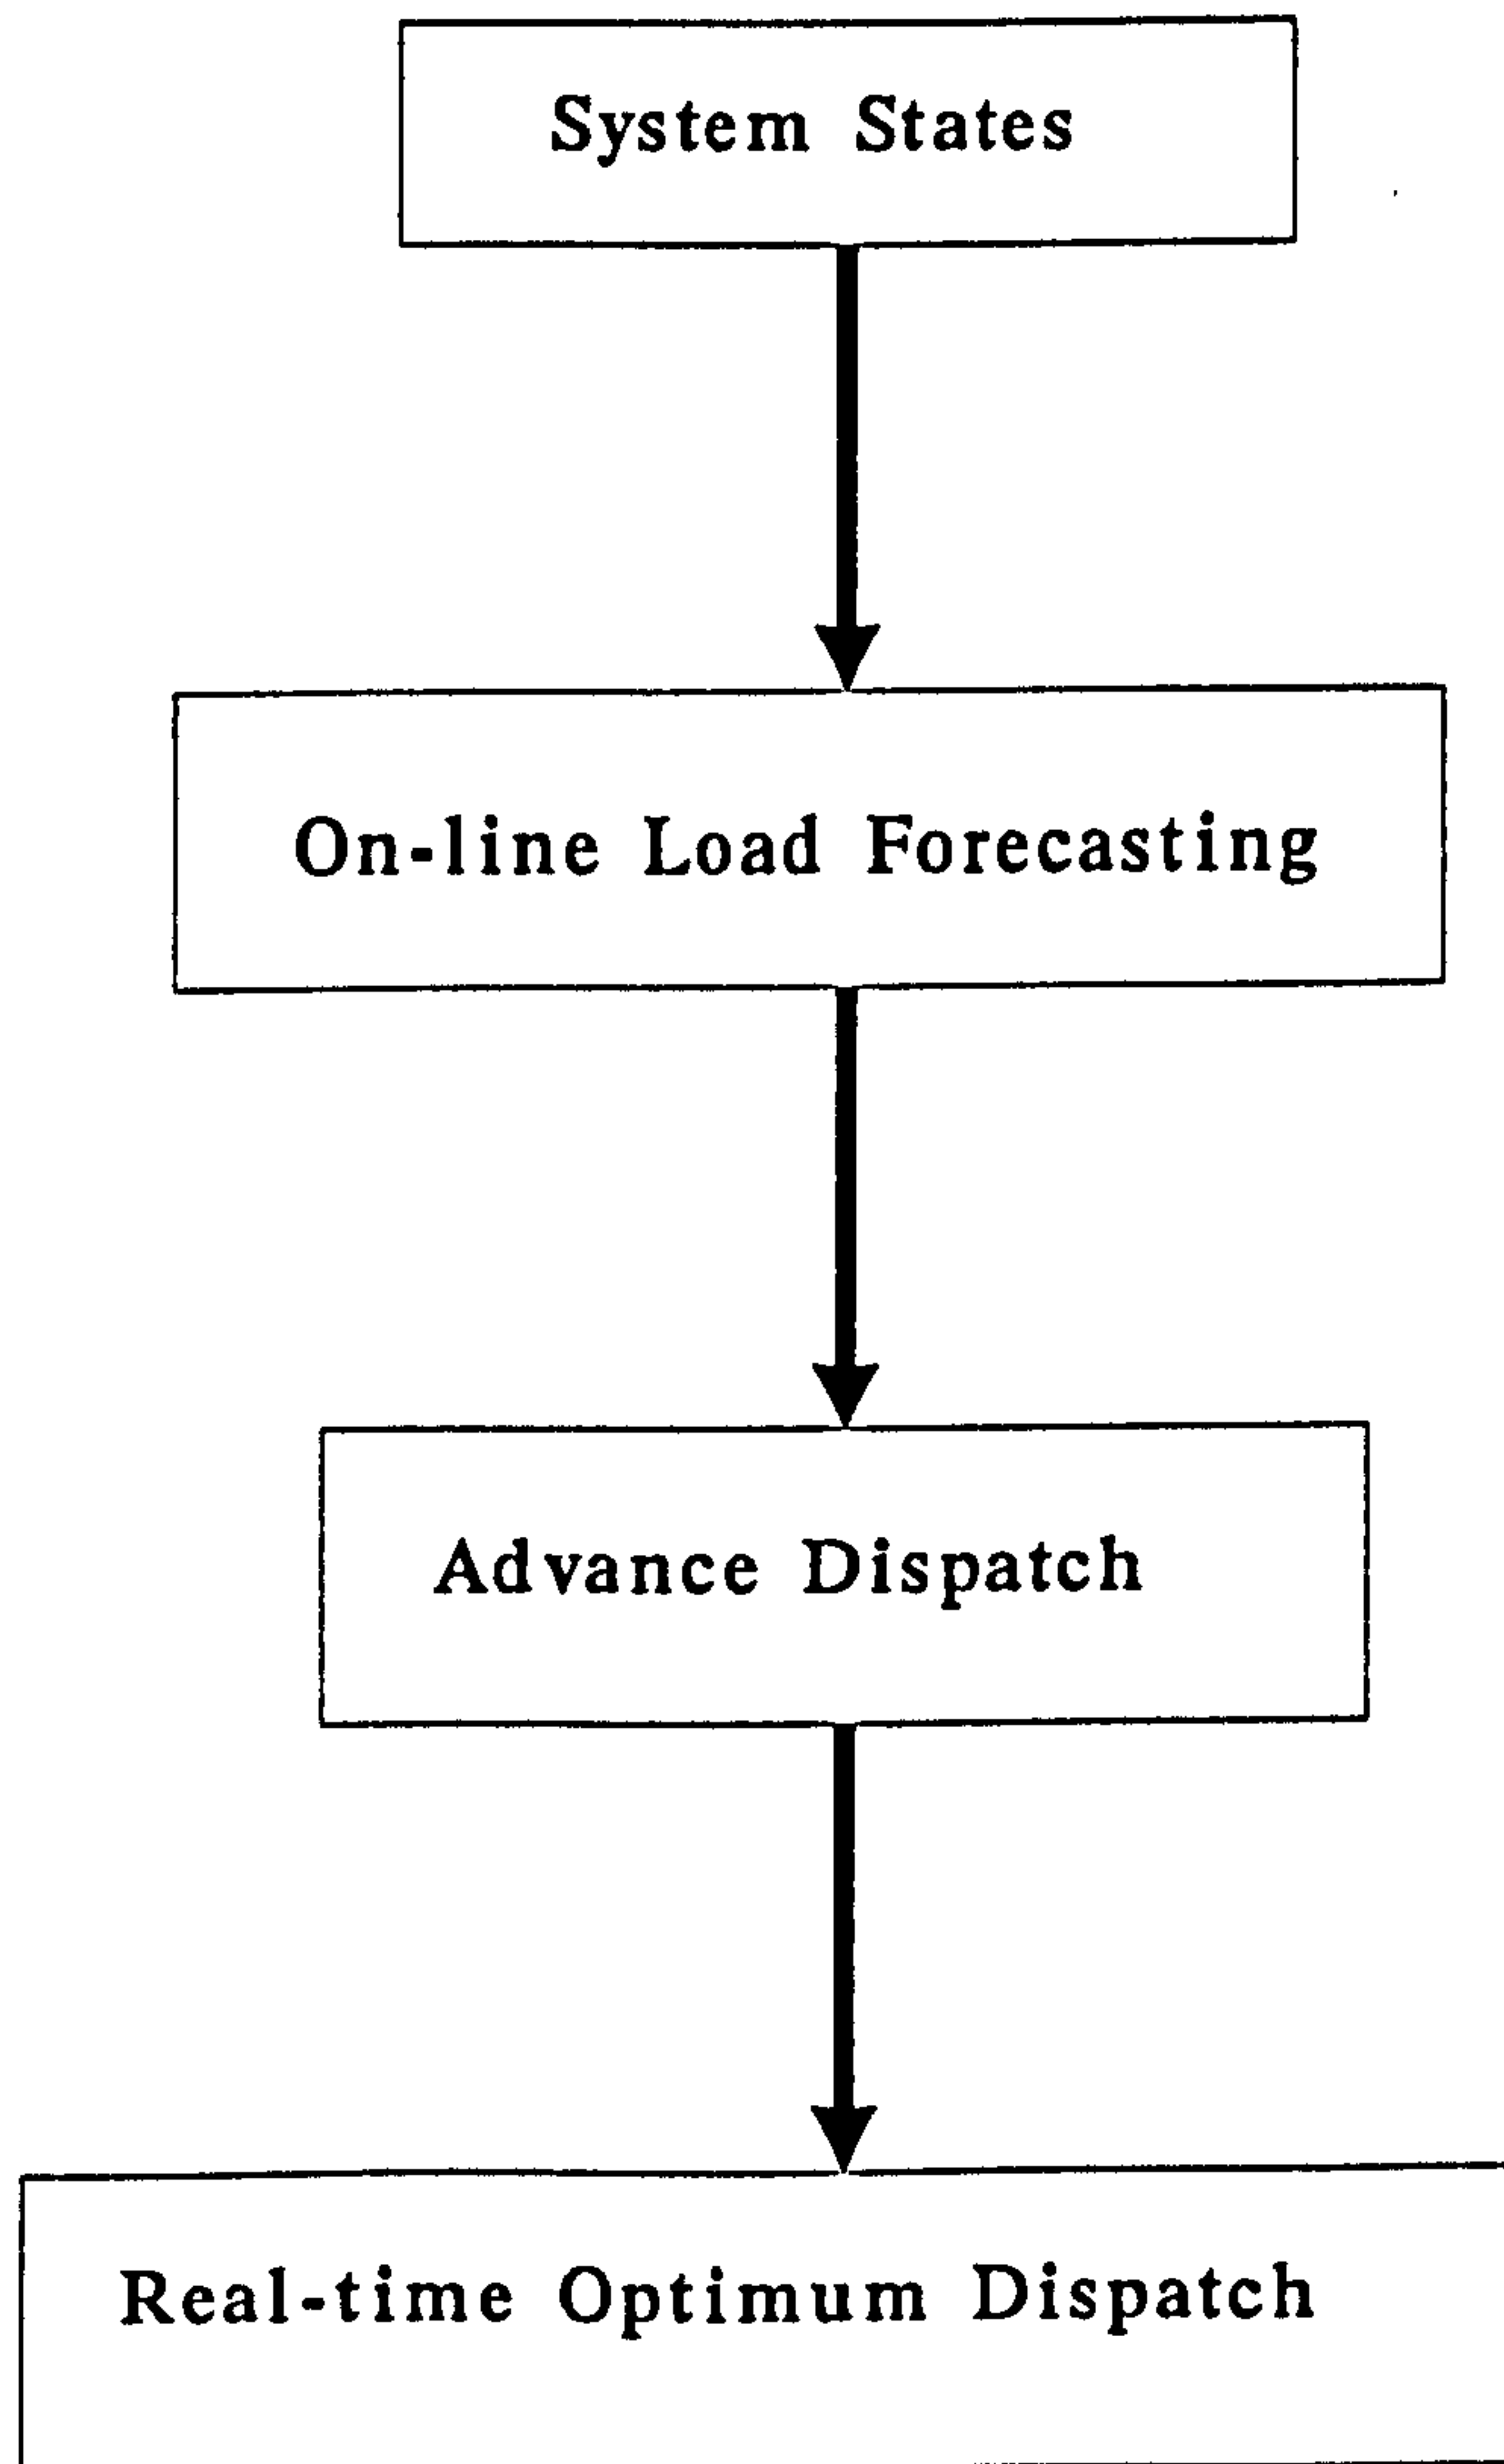 System States
On-line Load Forecasting
Advance Dispatch
Real-time Optimum Dispatch